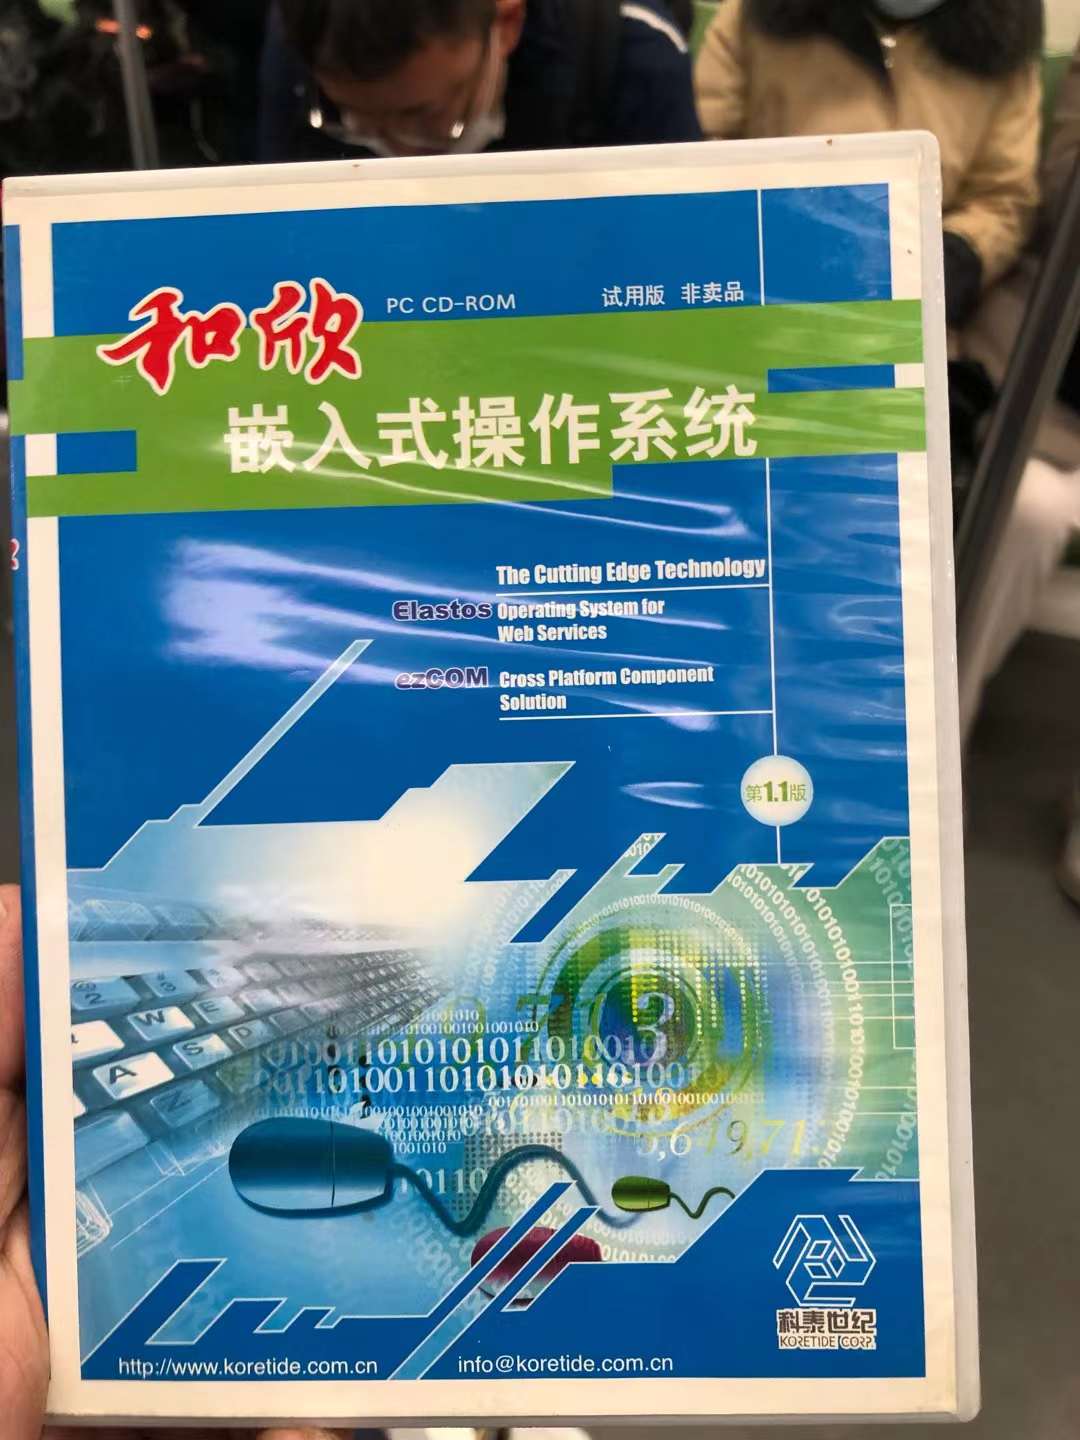 和欣
PC CD-ROM
试用版 非卖品
嵌入式操作系统
The Cutting Edge Technology
Elastos Operating System for
Web Services
ezCOM Cross Platform Component
Solution
第1.1版
2
W E
A S D
3
科泰世纪
KORETIDE CORP.
http://www.koretide.com.cn
info@koretide.com.cn